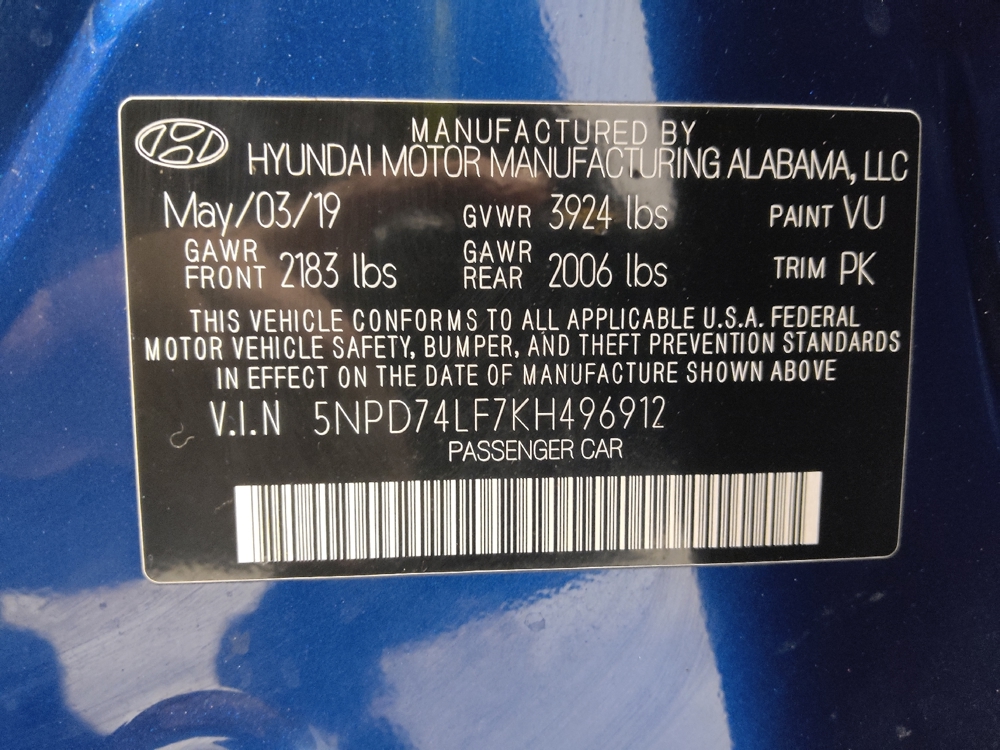 MANUFACTURED BY
HYUNDAI MOTOR MANUFACTURING ALABAMA, LLC
May/03/19 GVWR 3924 lbs PAINT VU
GAWR FRONT 2183 lbs GAWR REAR 2006 lbs TRIM PK
THIS VEHICLE CONFORMS TO ALL APPLICABLE U.S.A. FEDERAL
MOTOR VEHICLE SAFETY, BUMPER, AND THEFT PREVENTION STANDARDS
IN EFFECT ON THE DATE OF MANUFACTURE SHOWN ABOVE
V.I.N 5NPD74LF7KH496912
PASSENGER CAR